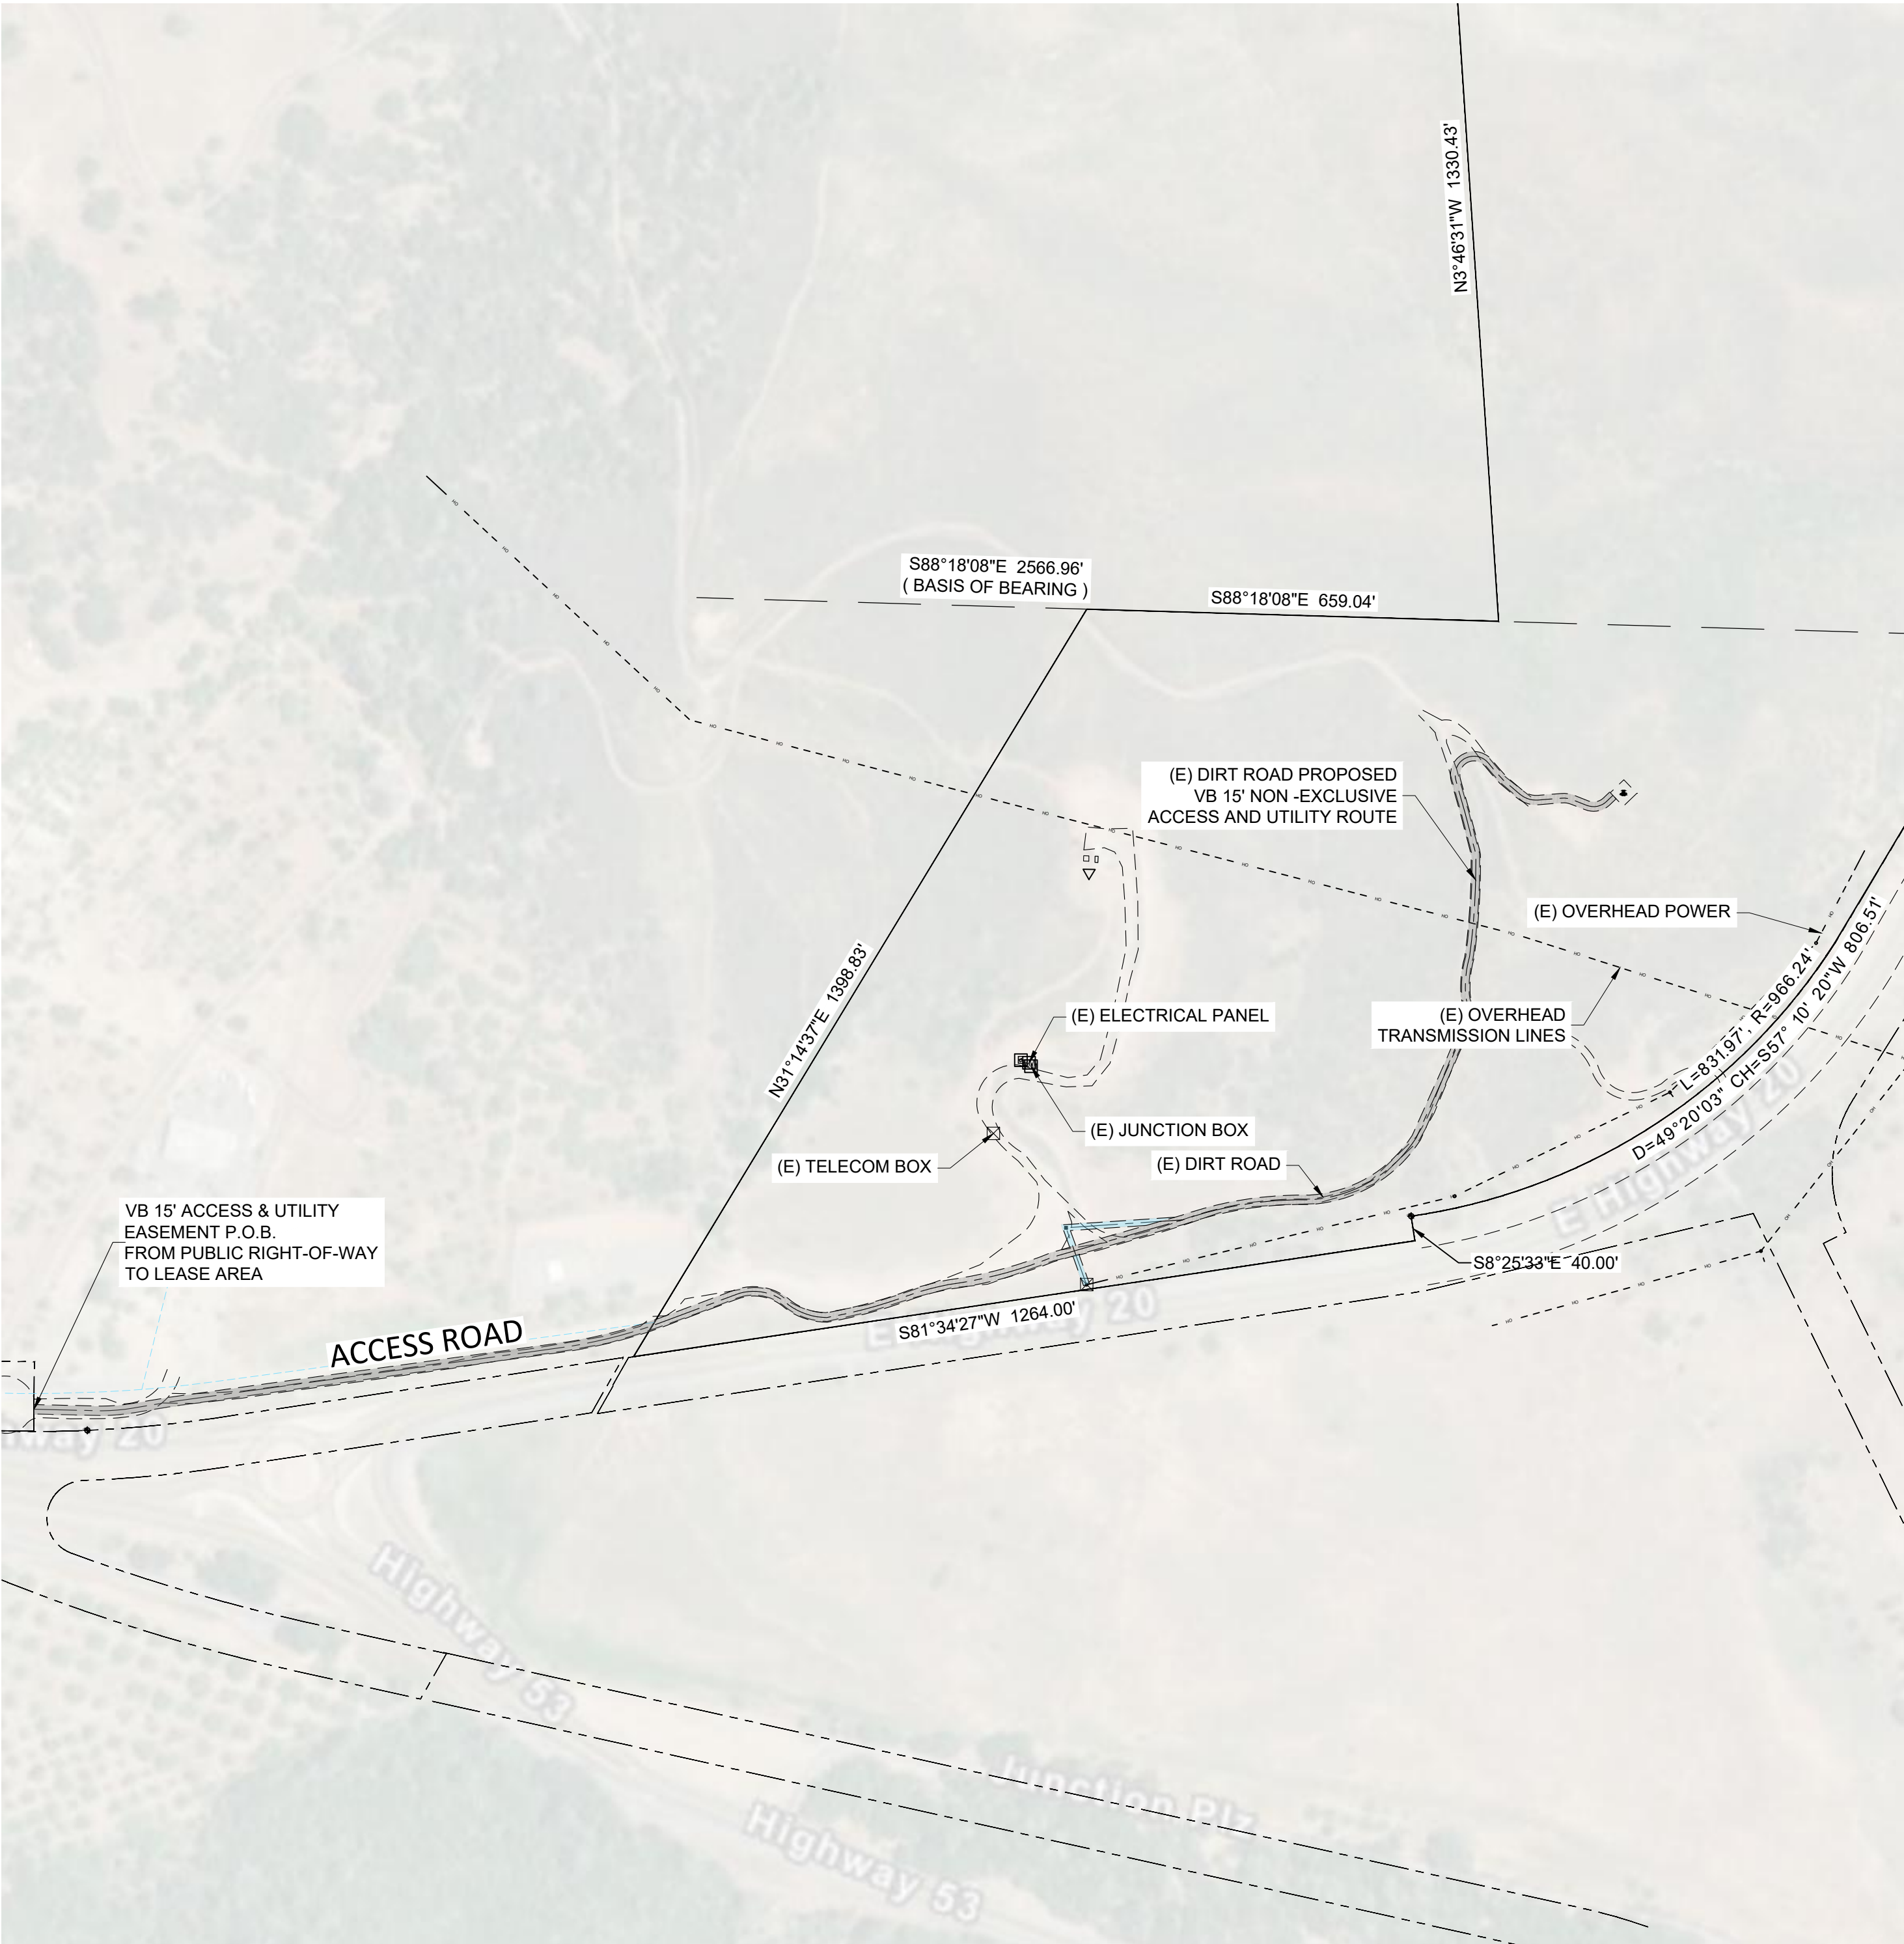 N3°46'31"W 1330.43'
S88°18'08"E 2566.96'
( BASIS OF BEARING )
S88°18'08"E 659.04'
(E) DIRT ROAD PROPOSED
VB 15' NON -EXCLUSIVE
ACCESS AND UTILITY ROUTE
(E) OVERHEAD POWER
(E) OVERHEAD
TRANSMISSION LINES
L=831.97', R=966.24'
D=49°20'03" CH=S57° 10' 20"W 806.51'
N31°14'37"E 1398.83'
(E) ELECTRICAL PANEL
(E) JUNCTION BOX
(E) TELECOM BOX
(E) DIRT ROAD
E Highway 20
VB 15' ACCESS & UTILITY
EASEMENT P.O.B.
FROM PUBLIC RIGHT-OF-WAY
TO LEASE AREA
S8°25'33"E 40.00'
ACCESS ROAD
S81°34'27"W 1264.00'
E Highway 20
way 20
Highway 53
Junction Plz
Highway 53